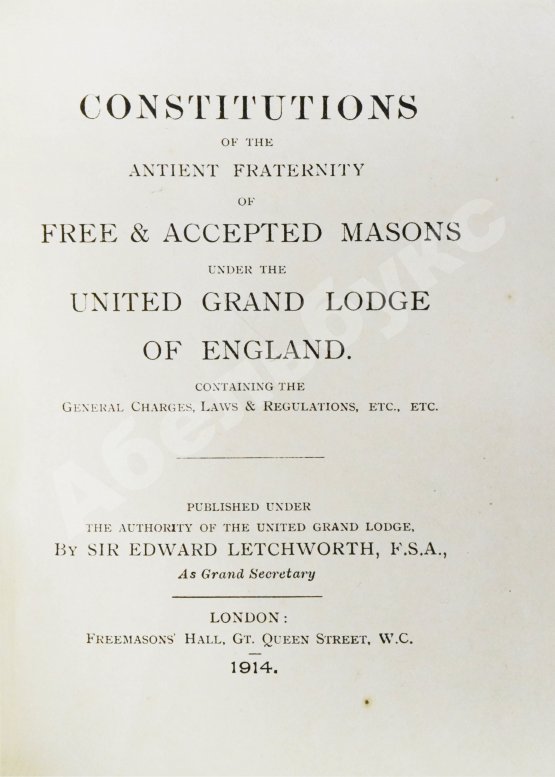 CONSTITUTIONS
OF THE
ANTIENT FRATERNITY
OF
FREE & ACCEPTED MASONS
UNDER THE
UNITED GRAND LODGE
OF ENGLAND.
CONTAINING THE
GENERAL CHARGES, LAWS & REGULATIONS, ETC., ETC.
PUBLISHED UNDER
THE AUTHORITY OF THE UNITED GRAND LODGE,
BY SIR EDWARD LETCHWORTH, F.S.A.,
As Grand Secretary
LONDON:
FREEMASONS' HALL, GT. QUEEN STREET, W.C.
1914.
Абельбукс